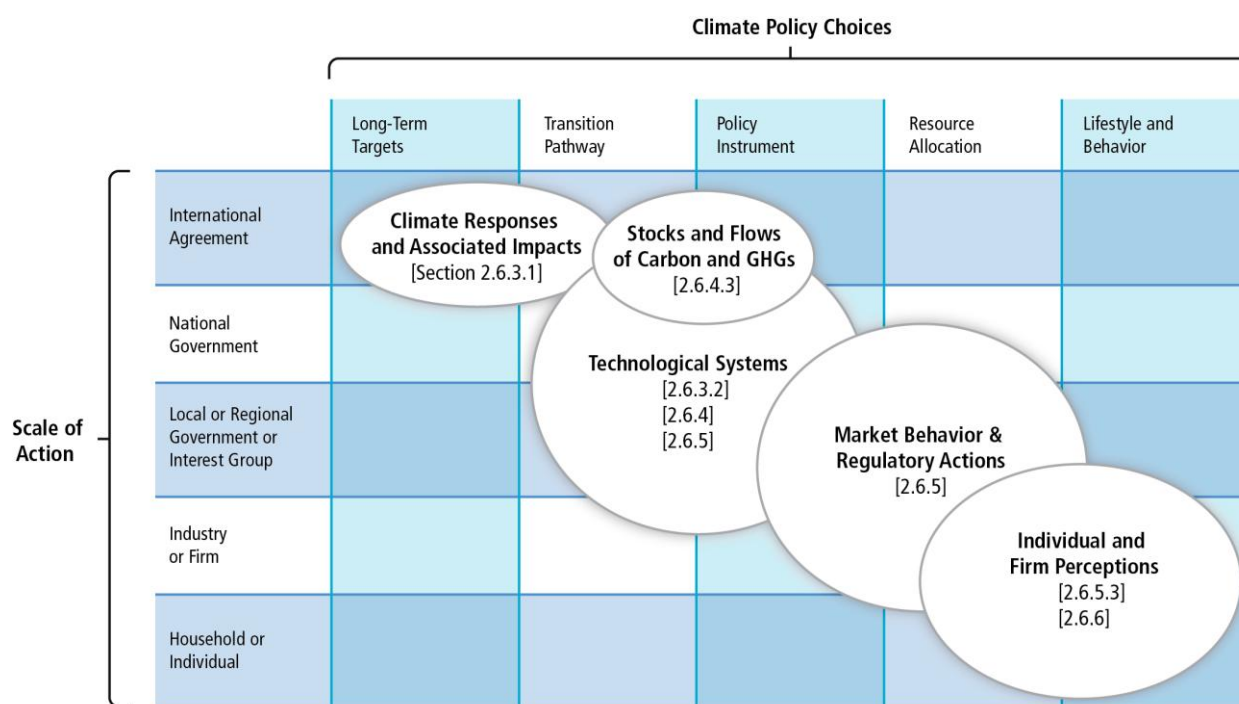 Climate Policy Choices
Long-Term
Targets
Transition
Pathway
Policy
Instrument
Resource
Allocation
Lifestyle and
Behavior
Scale of
Action
International
Agreement
National
Government
Local or Regional
Government or
Interest Group
Industry
or Firm
Household or
Individual
Climate Responses
and Associated Impacts
[Section 2.6.3.1]
Stocks and Flows
of Carbon and GHGs
[2.6.4.3]
Technological Systems
[2.6.3.2]
[2.6.4]
[2.6.5]
Market Behavior &
Regulatory Actions
[2.6.5]
Individual and
Firm Perceptions
[2.6.5.3]
[2.6.6]